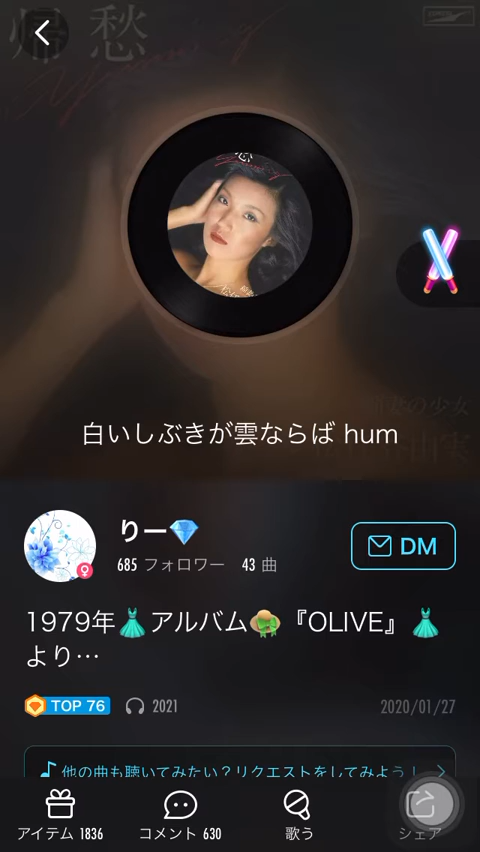 帰愁
白いしぶきが雲ならば hum
りー💎
685 フォロワー 43 曲
DM
1979年👗アルバム👒『OLIVE』👗
より…
TOP 76 2021 2020/01/27
他の曲も聴いてみたい？リクエストをしてみよう！
アイテム 1836 コメント 630 歌う シェア